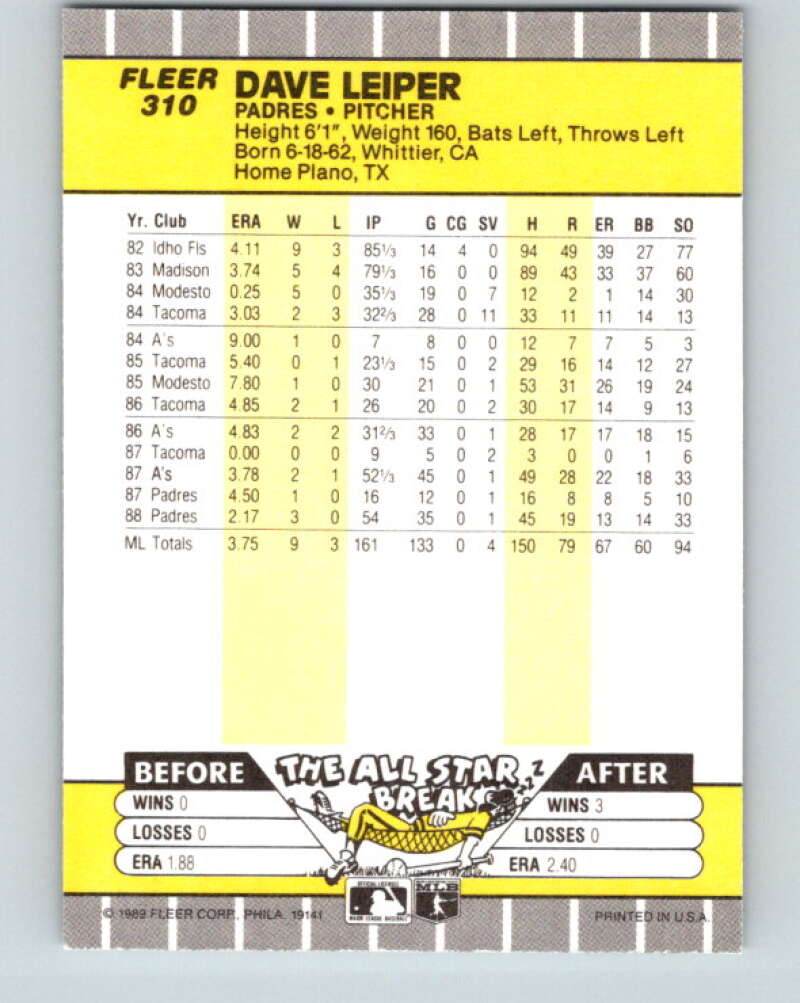 FLEER
310
DAVE LEIPER
PADRES • PITCHER
Height 6'1", Weight 160, Bats Left, Throws Left
Born 6-18-62, Whittier, CA
Home Plano, TX
Yr. Club ERA W L IP G CG SV H R ER BB SO
82 Idho Fls 4.11 9 3 85⅓ 14 4 0 94 49 39 27 77
83 Madison 3.74 5 4 79⅓ 16 0 0 89 43 33 37 60
84 Modesto 0.25 5 0 35⅓ 19 0 7 12 2 1 14 30
84 Tacoma 3.03 2 3 32⅔ 28 0 11 33 11 11 14 13
84 A's 9.00 1 0 7 8 0 0 12 7 7 5 3
85 Tacoma 5.40 0 1 23⅓ 15 0 2 29 16 14 12 27
85 Modesto 7.80 1 0 30 21 0 1 53 31 26 19 24
86 Tacoma 4.85 2 1 26 20 0 2 30 17 14 9 13
86 A's 4.83 2 2 31⅔ 33 0 1 28 17 17 18 15
87 Tacoma 0.00 0 0 9 5 0 2 3 0 0 1 6
87 A's 3.78 2 1 52⅓ 45 0 1 49 28 22 18 33
87 Padres 4.50 1 0 16 12 0 1 16 8 8 5 10
88 Padres 2.17 3 0 54 35 0 1 45 19 13 14 33
ML Totals 3.75 9 3 161 133 0 4 150 79 67 60 94
BEFORE THE ALL STAR BREAK ZZZZ AFTER
WINS 0 WINS 3
LOSSES 0 LOSSES 0
ERA 1.88 ERA 2.40
OFFICIAL LICENSEE
MAJOR LEAGUE BASEBALL
MLB
© 1989 FLEER CORP., PHILA. 19141 PRINTED IN U.S.A.